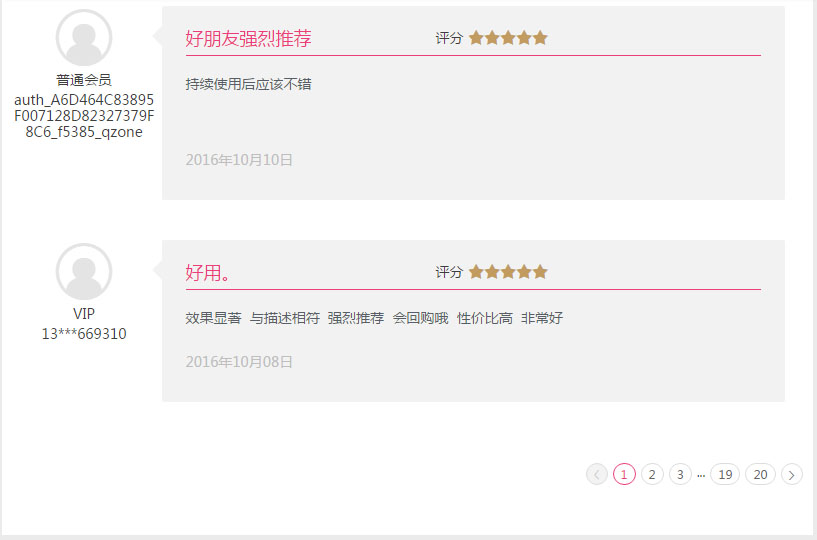 好朋友强烈推荐
评分
普通会员
auth_A6D464C83895
F007128D82327379F
8C6_f5385_qzone
持续使用后应该不错
2016年10月10日
好用。
评分
VIP
13***669310
效果显著 与描述相符 强烈推荐 会回购哦 性价比高 非常好
2016年10月08日
1 2 3 ... 19 20